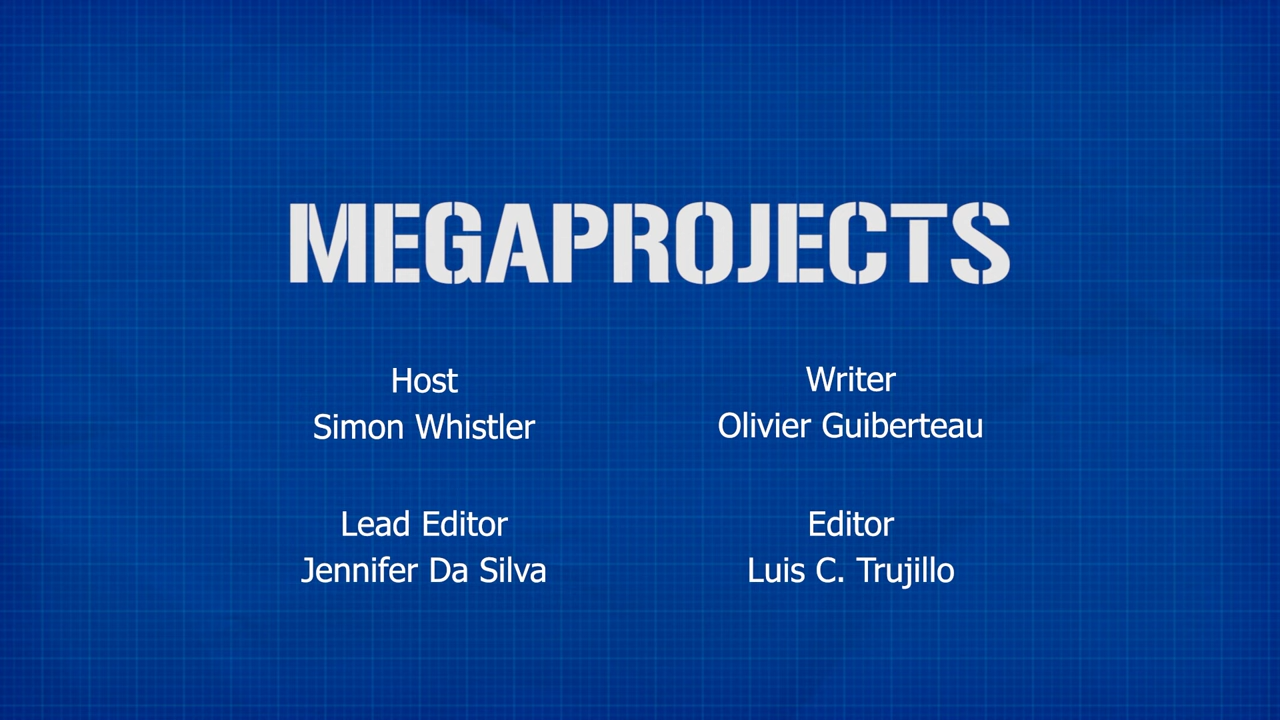 MEGAPROJECTS
Host
Simon Whistler
Writer
Olivier Guiberteau
Lead Editor
Jennifer Da Silva
Editor
Luis C. Trujillo